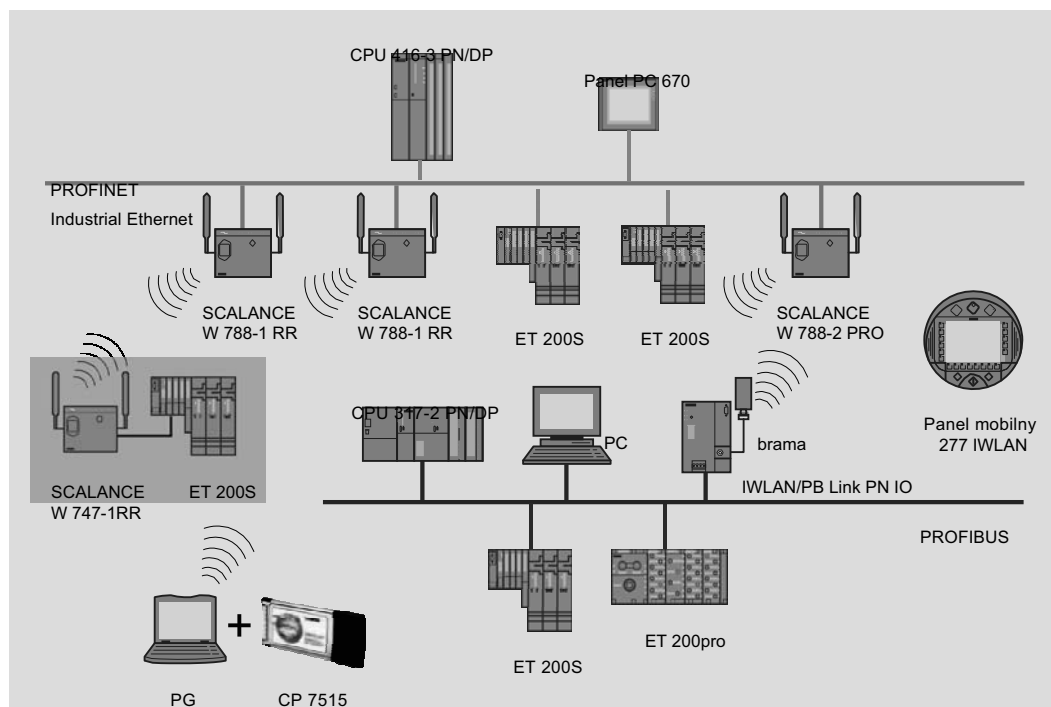 CPU 416-3 PN/DP
Panel PC 670
PROFINET
Industrial Ethernet
SCALANCE
W 788-1 RR
SCALANCE
W 788-1 RR
ET 200S
ET 200S
SCALANCE
W 788-2 PRO
CPU 317-2 PN/DP
PC
brama
Panel mobilny
277 IWLAN
SCALANCE
W 747-1RR
ET 200S
IWLAN/PB Link PN IO
PROFIBUS
+
ET 200S
ET 200pro
PG
CP 7515